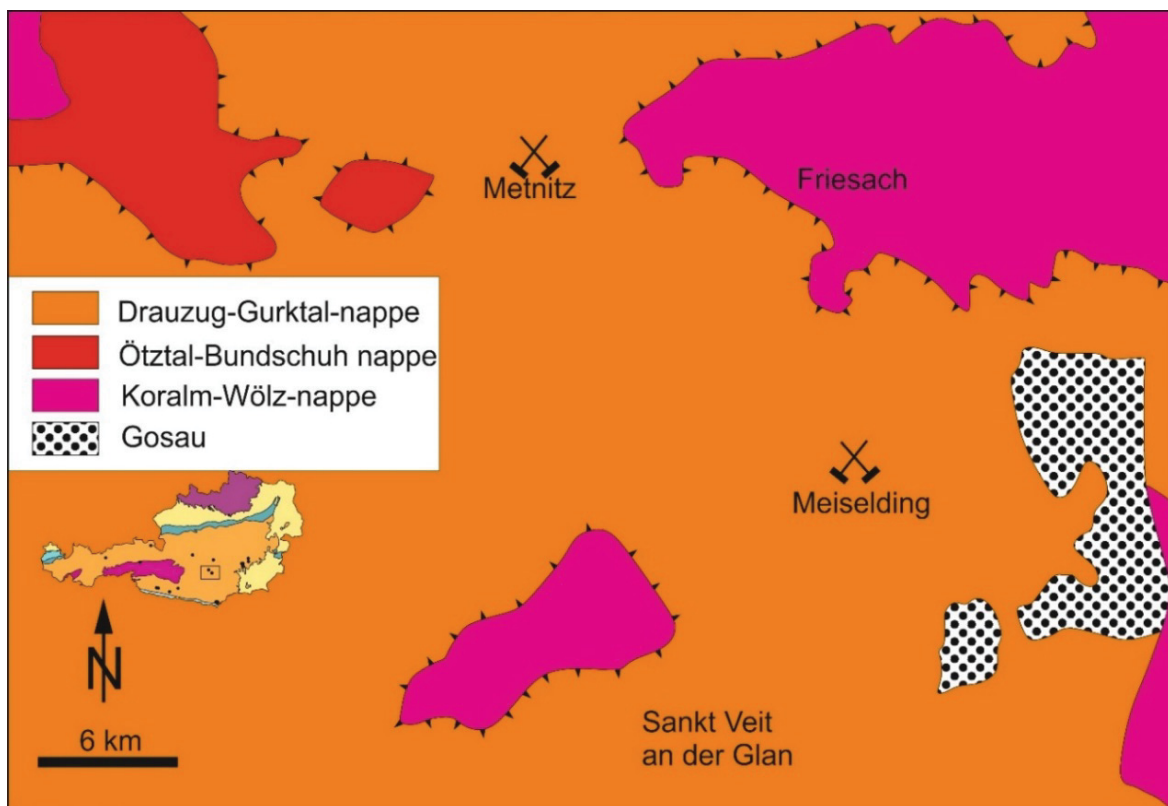 Metnitz
Friesach
Drauzug-Gurktal-nappe
Ötztal-Bundschuh nappe
Koralm-Wölz-nappe
Gosau
Meiselding
N
6 km
Sankt Veit
an der Glan